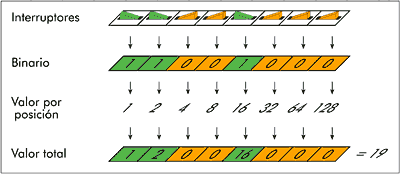 Interruptores
Binario 1 1 0 0 1 0 0 0
Valor por posición 1 2 4 8 16 32 64 128
Valor total 1 2 0 0 16 0 0 0 = 19